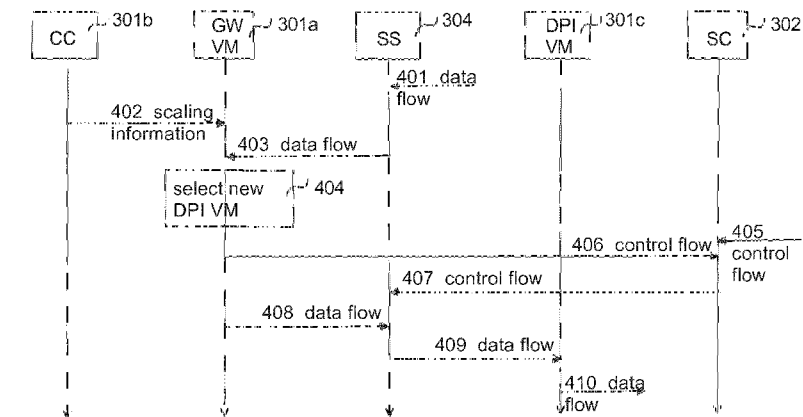 CC 301b
GW VM 301a
SS 304
DPI VM 301c
SC 302
401 data flow
402 scaling information
403 data flow
select new DPI VM 404
405 control flow
406 control flow
407 control flow
408 data flow
409 data flow
410 data flow